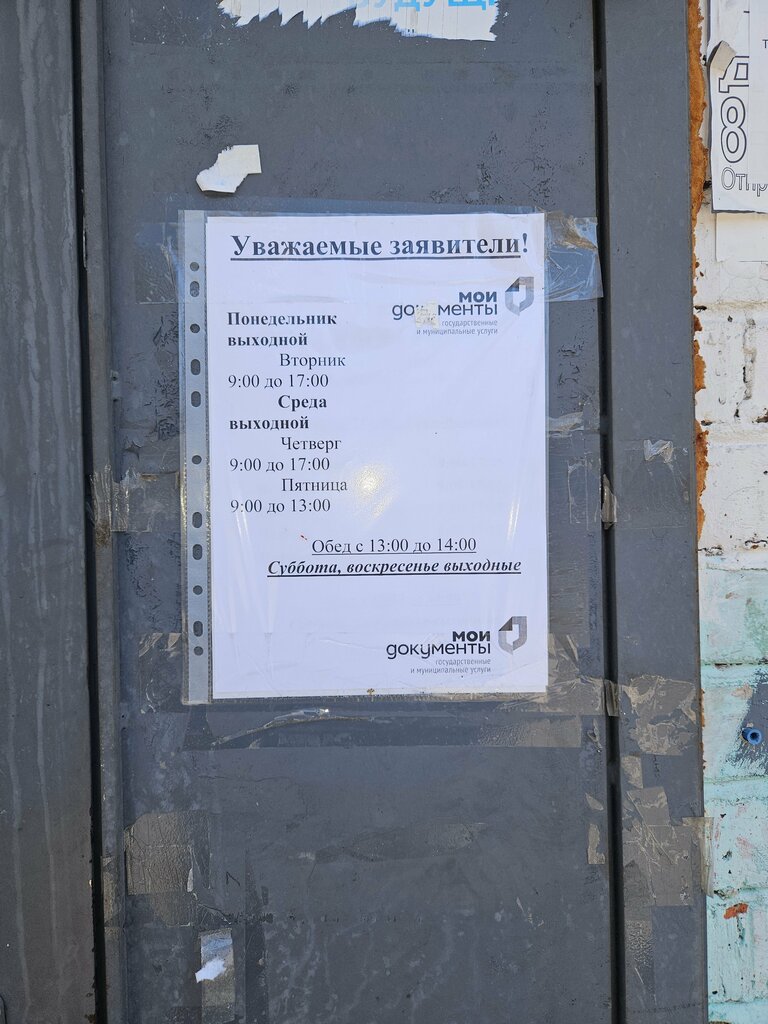 Уважаемые заявители!
мои
документы
государственные
и муниципальные услуги
Понедельник
выходной
Вторник
9:00 до 17:00
Среда
выходной
Четверг
9:00 до 17:00
Пятница
9:00 до 13:00
Обед с 13:00 до 14:00
Суббота, воскресенье выходные
мои
документы
государственные
и муниципальные услуги